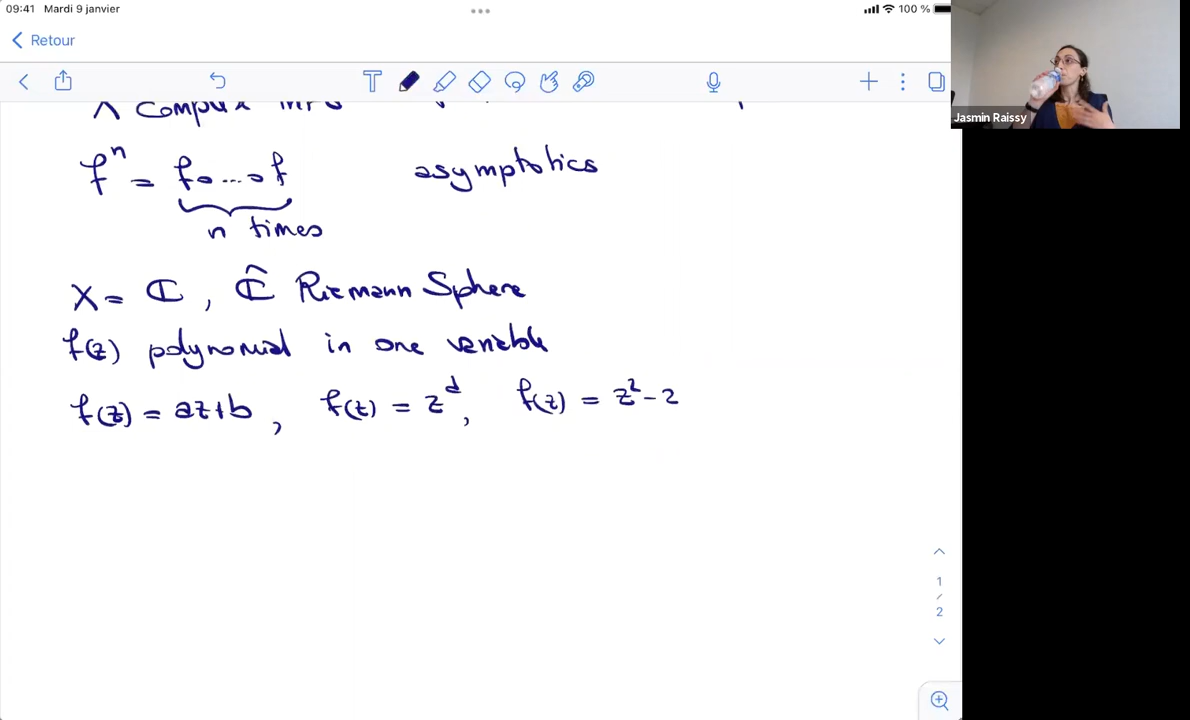 09:41 Mardi 9 janvier
100 %
Retour
Jasmin Raissy
X
fⁿ = f∘...∘f asymptotics
n times
X = ℂ, ℂ̂ Riemann Sphere
f(z) polynomial in one variable
f(z) = az+b, f(z) = z^d, f(z) = z²-2
1
/
2